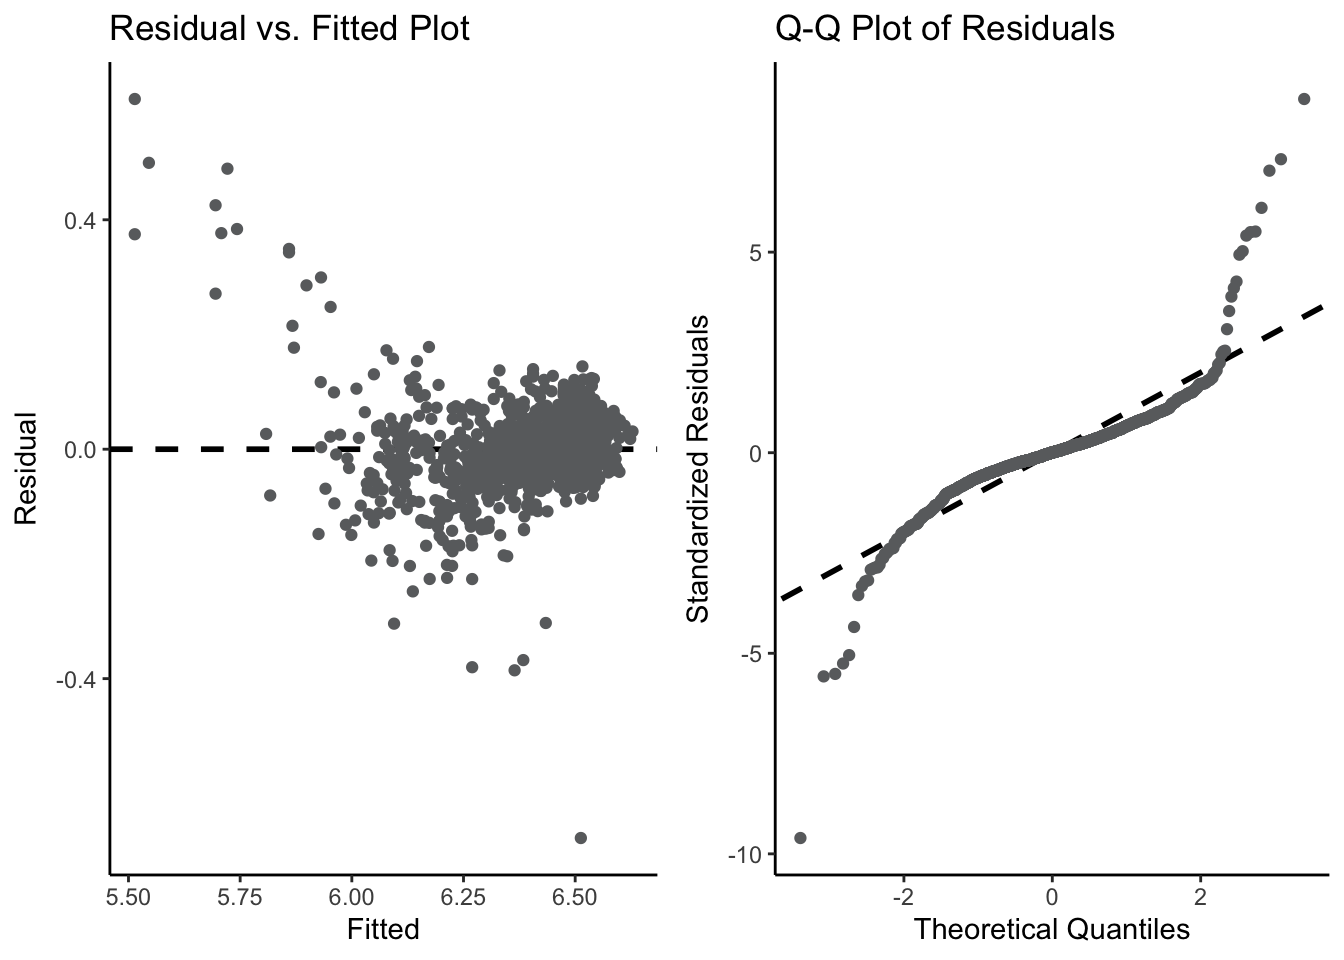 Residual vs. Fitted Plot
Residual
0.4
0.0
-0.4
5.50 5.75 6.00 6.25 6.50
Fitted
Q-Q Plot of Residuals
Standardized Residuals
5
0
-5
-10
-2 0 2
Theoretical Quantiles